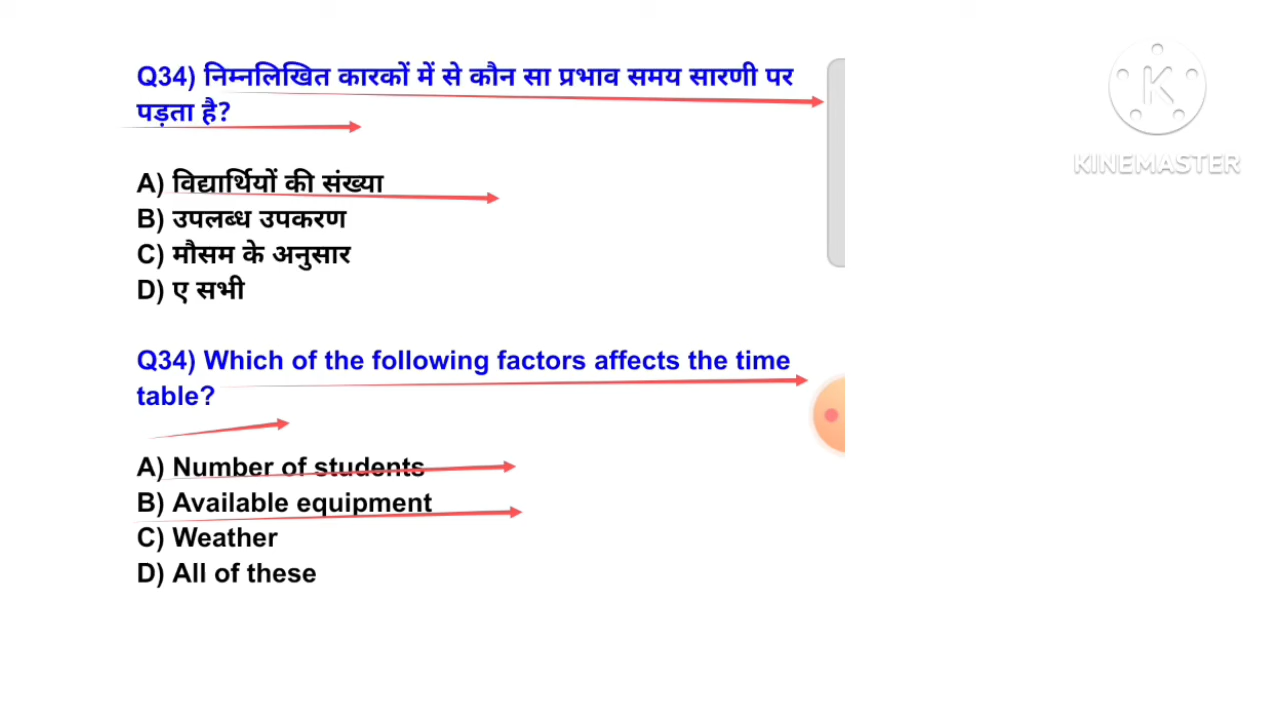 Q34) निम्नलिखित कारकों में से कौन सा प्रभाव समय सारणी पर
पड़ता है?
A) विद्यार्थियों की संख्या
B) उपलब्ध उपकरण
C) मौसम के अनुसार
D) ए सभी
Q34) Which of the following factors affects the time
table?
A) Number of students
B) Available equipment
C) Weather
D) All of these
K
KINEMASTER